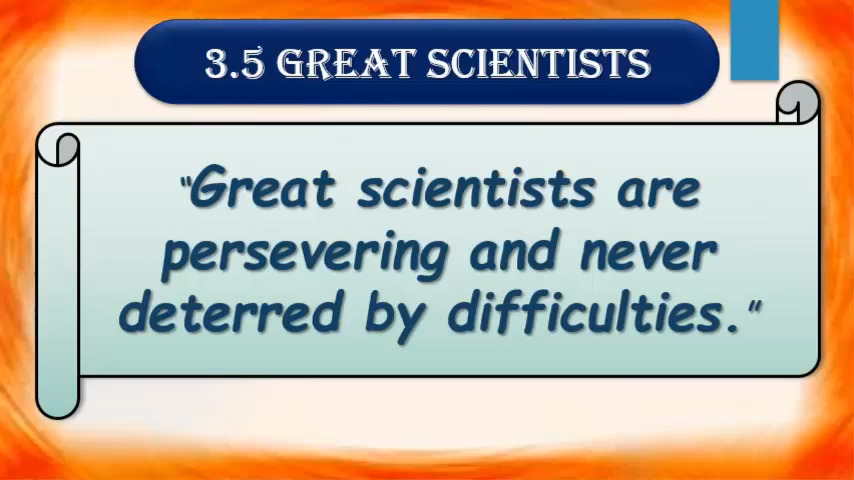 3.5 GREAT SCIENTISTS
“Great scientists are
persevering and never
deterred by difficulties.”